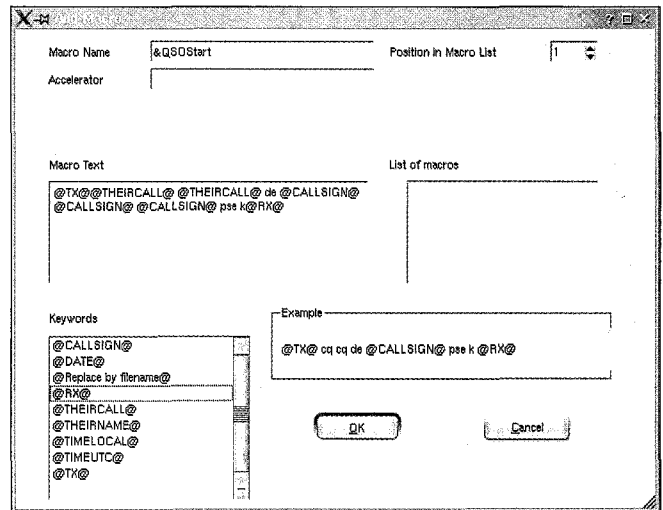 Add Macro
Macro Name &QSOStart Position in Macro List 1
Accelerator
Macro Text List of macros
@TX@@THEIRCALL@ @THEIRCALL@ de @CALLSIGN@
@CALLSIGN@ @CALLSIGN@ pse k@RX@
Keywords
Example
@CALLSIGN@
@DATE@
@Replace by filename@
@RX@
@THEIRCALL@
@THEIRNAME@
@TIMELOCAL@
@TIMEUTC@
@TX@
@TX@ cq cq de @CALLSIGN@ pse k @RX@
OK Cancel